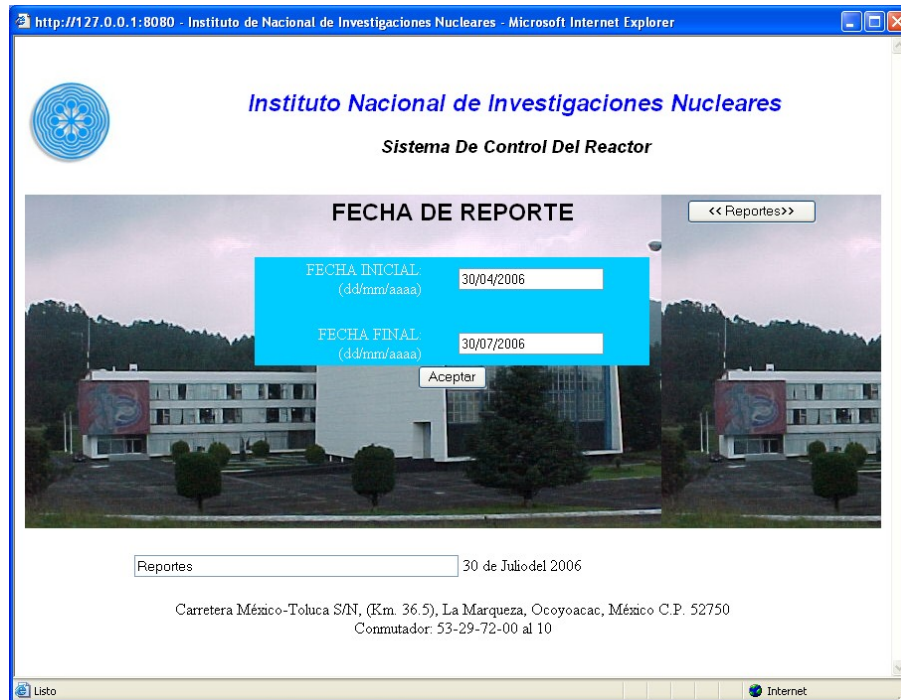 http://127.0.0.1:8080 - Instituto de Nacional de Investigaciones Nucleares - Microsoft Internet Explorer
Instituto Nacional de Investigaciones Nucleares
Sistema De Control Del Reactor
FECHA DE REPORTE
<< Reportes>>
FECHA INICIAL:
(dd/mm/aaaa)
30/04/2006
FECHA FINAL:
(dd/mm/aaaa)
30/07/2006
Aceptar
Reportes 30 de Juliodel 2006
Carretera México-Toluca S/N, (Km. 36.5), La Marqueza, Ocoyoacac, México C.P. 52750
Conmutador: 53-29-72-00 al 10
Listo Internet